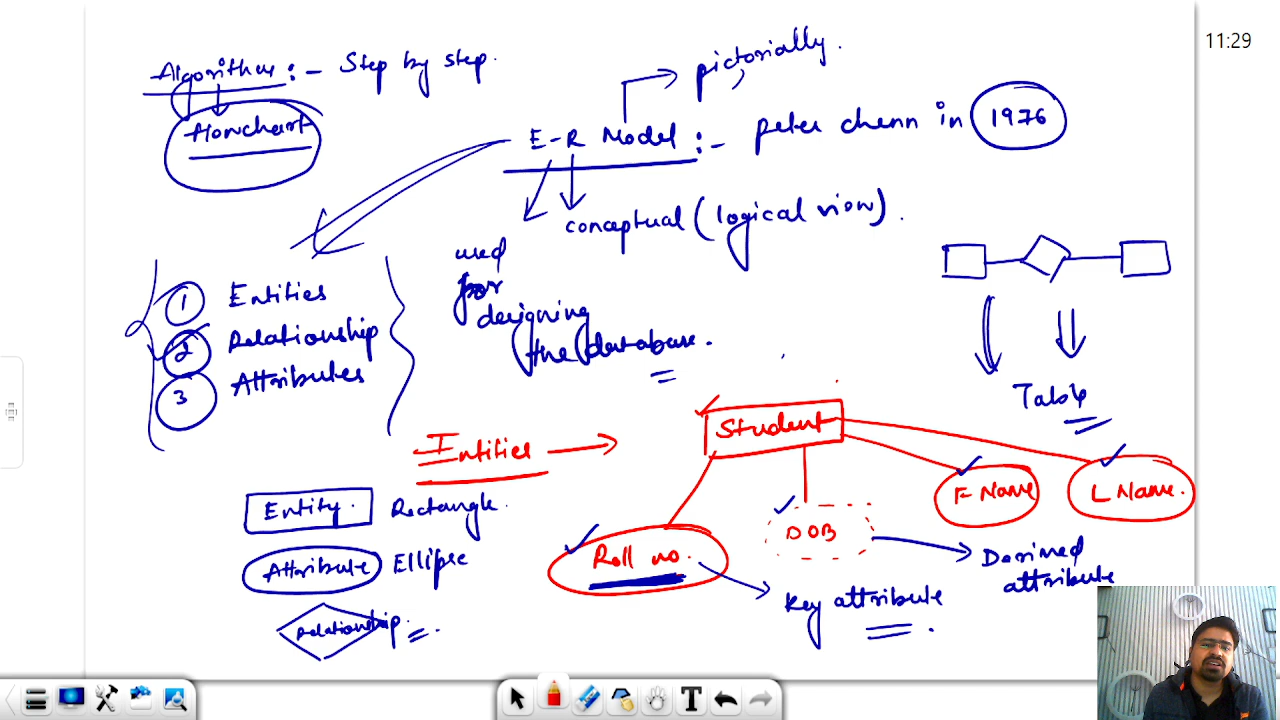 11:29
Algorithm :- Step by step.
pictorially.
Flowchart
E-R Model :- peter chenn in 1976
conceptual (logical view).
used
for
designing
the database.
1 Entities
2 Relationship
3 Attributes
Table
Entities
Student
Entity. Rectangle.
F Name
L Name.
Roll no.
DOB
Attribute Ellipse
Derived
attribute
Key attribute
Relationship.
T